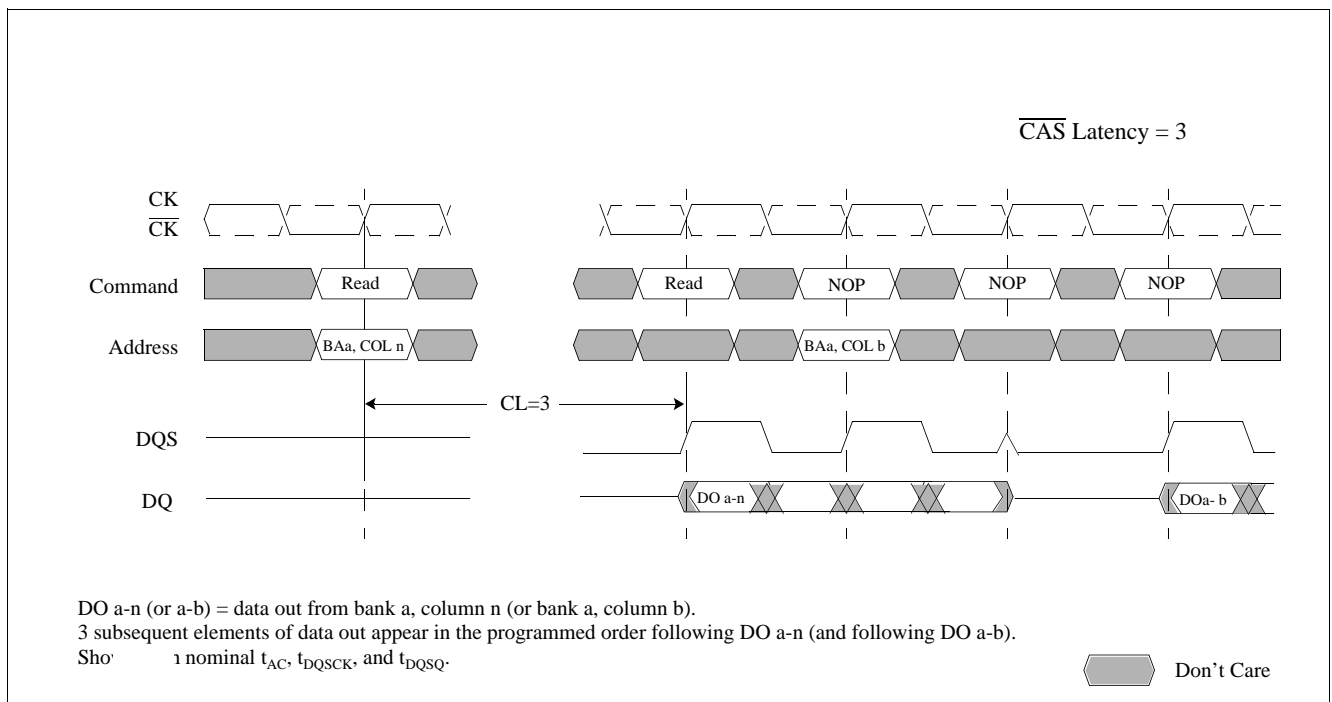 C̅A̅S̅ Latency = 3
CK
C̅K̅
Command Read Read NOP NOP NOP
Address BAa, COL n BAa, COL b
CL=3
DQS
DQ DO a-n DOa- b
DO a-n (or a-b) = data out from bank a, column n (or bank a, column b).
3 subsequent elements of data out appear in the programmed order following DO a-n (and following DO a-b).
nominal tAC, tDQSCK, and tDQSQ.
Don't Care